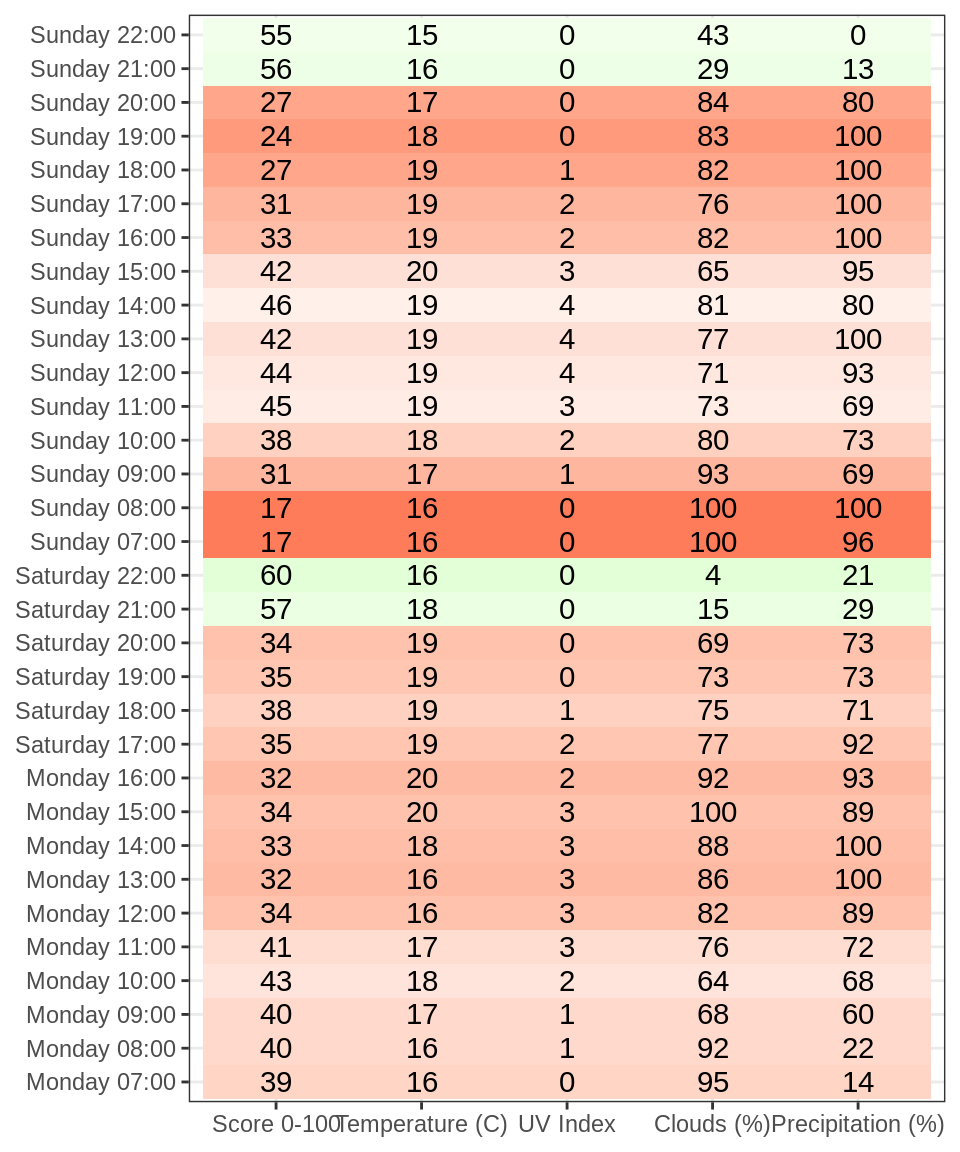 Sunday 22:00 55 15 0 43 0
Sunday 21:00 56 16 0 29 13
Sunday 20:00 27 17 0 84 80
Sunday 19:00 24 18 0 83 100
Sunday 18:00 27 19 1 82 100
Sunday 17:00 31 19 2 76 100
Sunday 16:00 33 19 2 82 100
Sunday 15:00 42 20 3 65 95
Sunday 14:00 46 19 4 81 80
Sunday 13:00 42 19 4 77 100
Sunday 12:00 44 19 4 71 93
Sunday 11:00 45 19 3 73 69
Sunday 10:00 38 18 2 80 73
Sunday 09:00 31 17 1 93 69
Sunday 08:00 17 16 0 100 100
Sunday 07:00 17 16 0 100 96
Saturday 22:00 60 16 0 4 21
Saturday 21:00 57 18 0 15 29
Saturday 20:00 34 19 0 69 73
Saturday 19:00 35 19 0 73 73
Saturday 18:00 38 19 1 75 71
Saturday 17:00 35 19 2 77 92
Monday 16:00 32 20 2 92 93
Monday 15:00 34 20 3 100 89
Monday 14:00 33 18 3 88 100
Monday 13:00 32 16 3 86 100
Monday 12:00 34 16 3 82 89
Monday 11:00 41 17 3 76 72
Monday 10:00 43 18 2 64 68
Monday 09:00 40 17 1 68 60
Monday 08:00 40 16 1 92 22
Monday 07:00 39 16 0 95 14
Score 0-100 Temperature (C) UV Index Clouds (%) Precipitation (%)